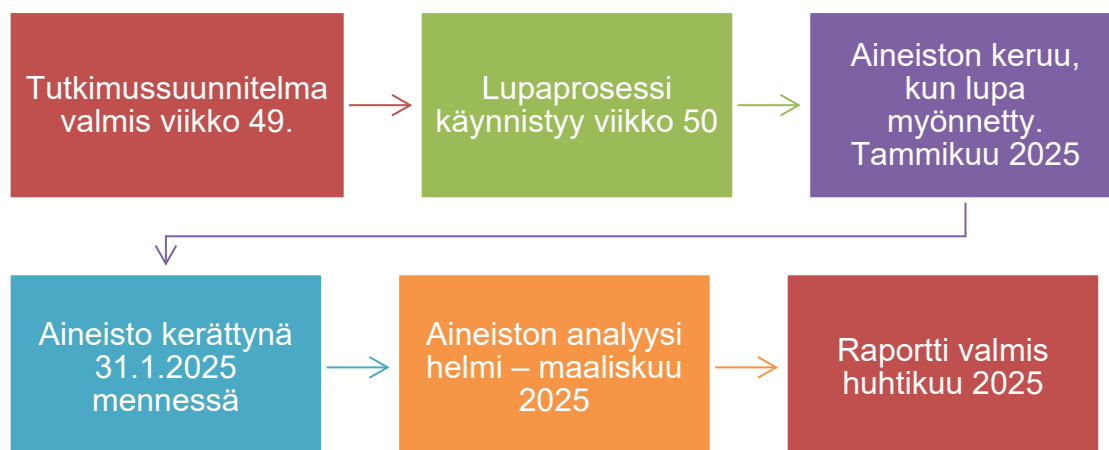 Tutkimussuunnitelma
valmis viikko 49.
Lupaprosessi
käynnistyy viikko 50
Aineiston keruu,
kun lupa
myönnetty.
Tammikuu 2025
Aineisto kerättynä
31.1.2025
mennessä
Aineiston analyysi
helmi – maaliskuu
2025
Raportti valmis
huhtikuu 2025